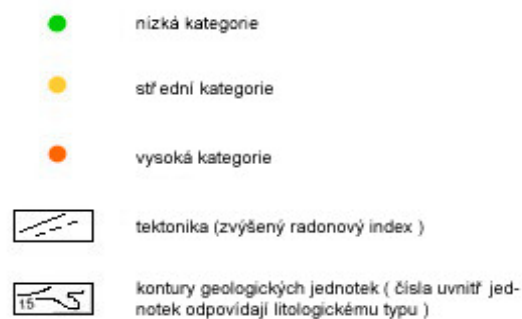 nízká kategorie
střední kategorie
vysoká kategorie
tektonika (zvýšený radonový index )
15
kontury geologických jednotek ( čísla uvnitř jed-
notek odpovídají litologickému typu )